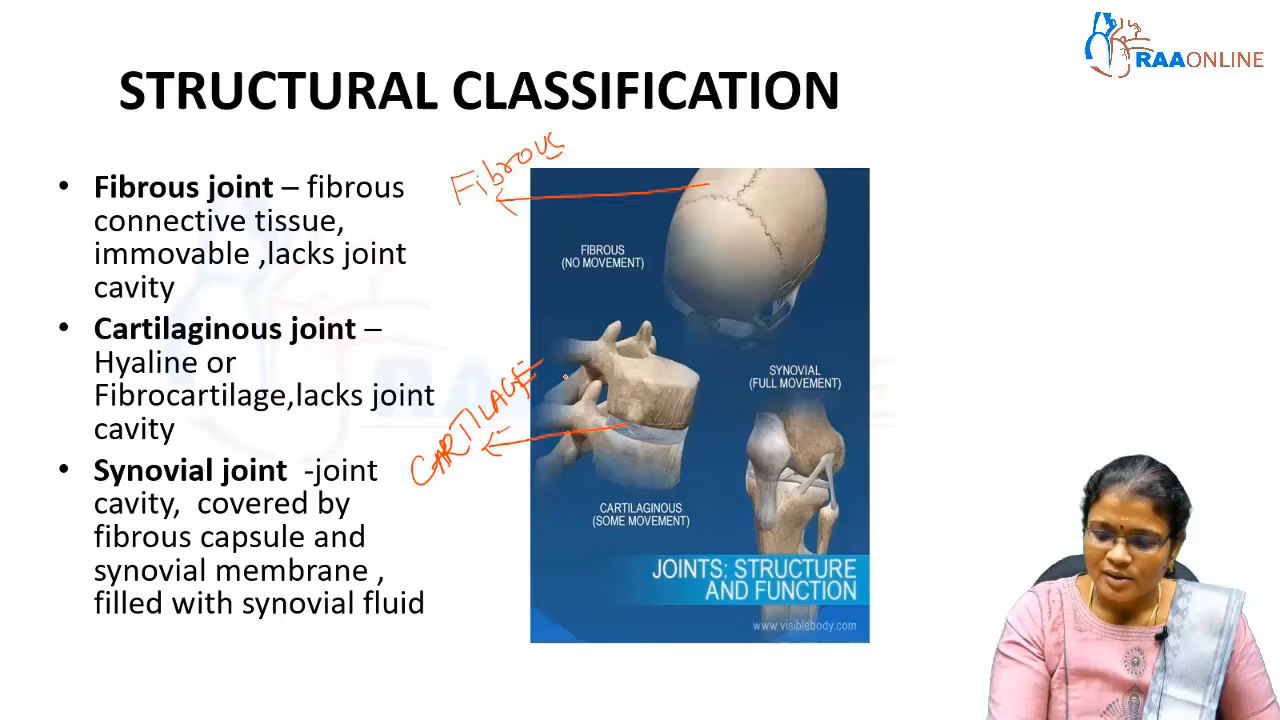 RAAONLINE
STRUCTURAL CLASSIFICATION
• Fibrous joint – fibrous
connective tissue,
immovable ,lacks joint
cavity
• Cartilaginous joint –
Hyaline or
Fibrocartilage,lacks joint
cavity
• Synovial joint -joint
cavity, covered by
fibrous capsule and
synovial membrane ,
filled with synovial fluid
Fibrous
CARTILAGE
FIBROUS
(NO MOVEMENT)
SYNOVIAL
(FULL MOVEMENT)
CARTILAGINOUS
(SOME MOVEMENT)
JOINTS: STRUCTURE
AND FUNCTION
www.visiblebody.com